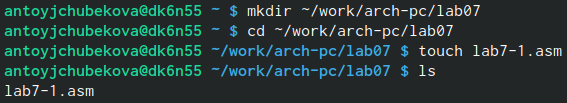 antoyjchubekova@dk6n55 ~ $ mkdir ~/work/arch-pc/lab07
antoyjchubekova@dk6n55 ~ $ cd ~/work/arch-pc/lab07
antoyjchubekova@dk6n55 ~/work/arch-pc/lab07 $ touch lab7-1.asm
antoyjchubekova@dk6n55 ~/work/arch-pc/lab07 $ ls
lab7-1.asm